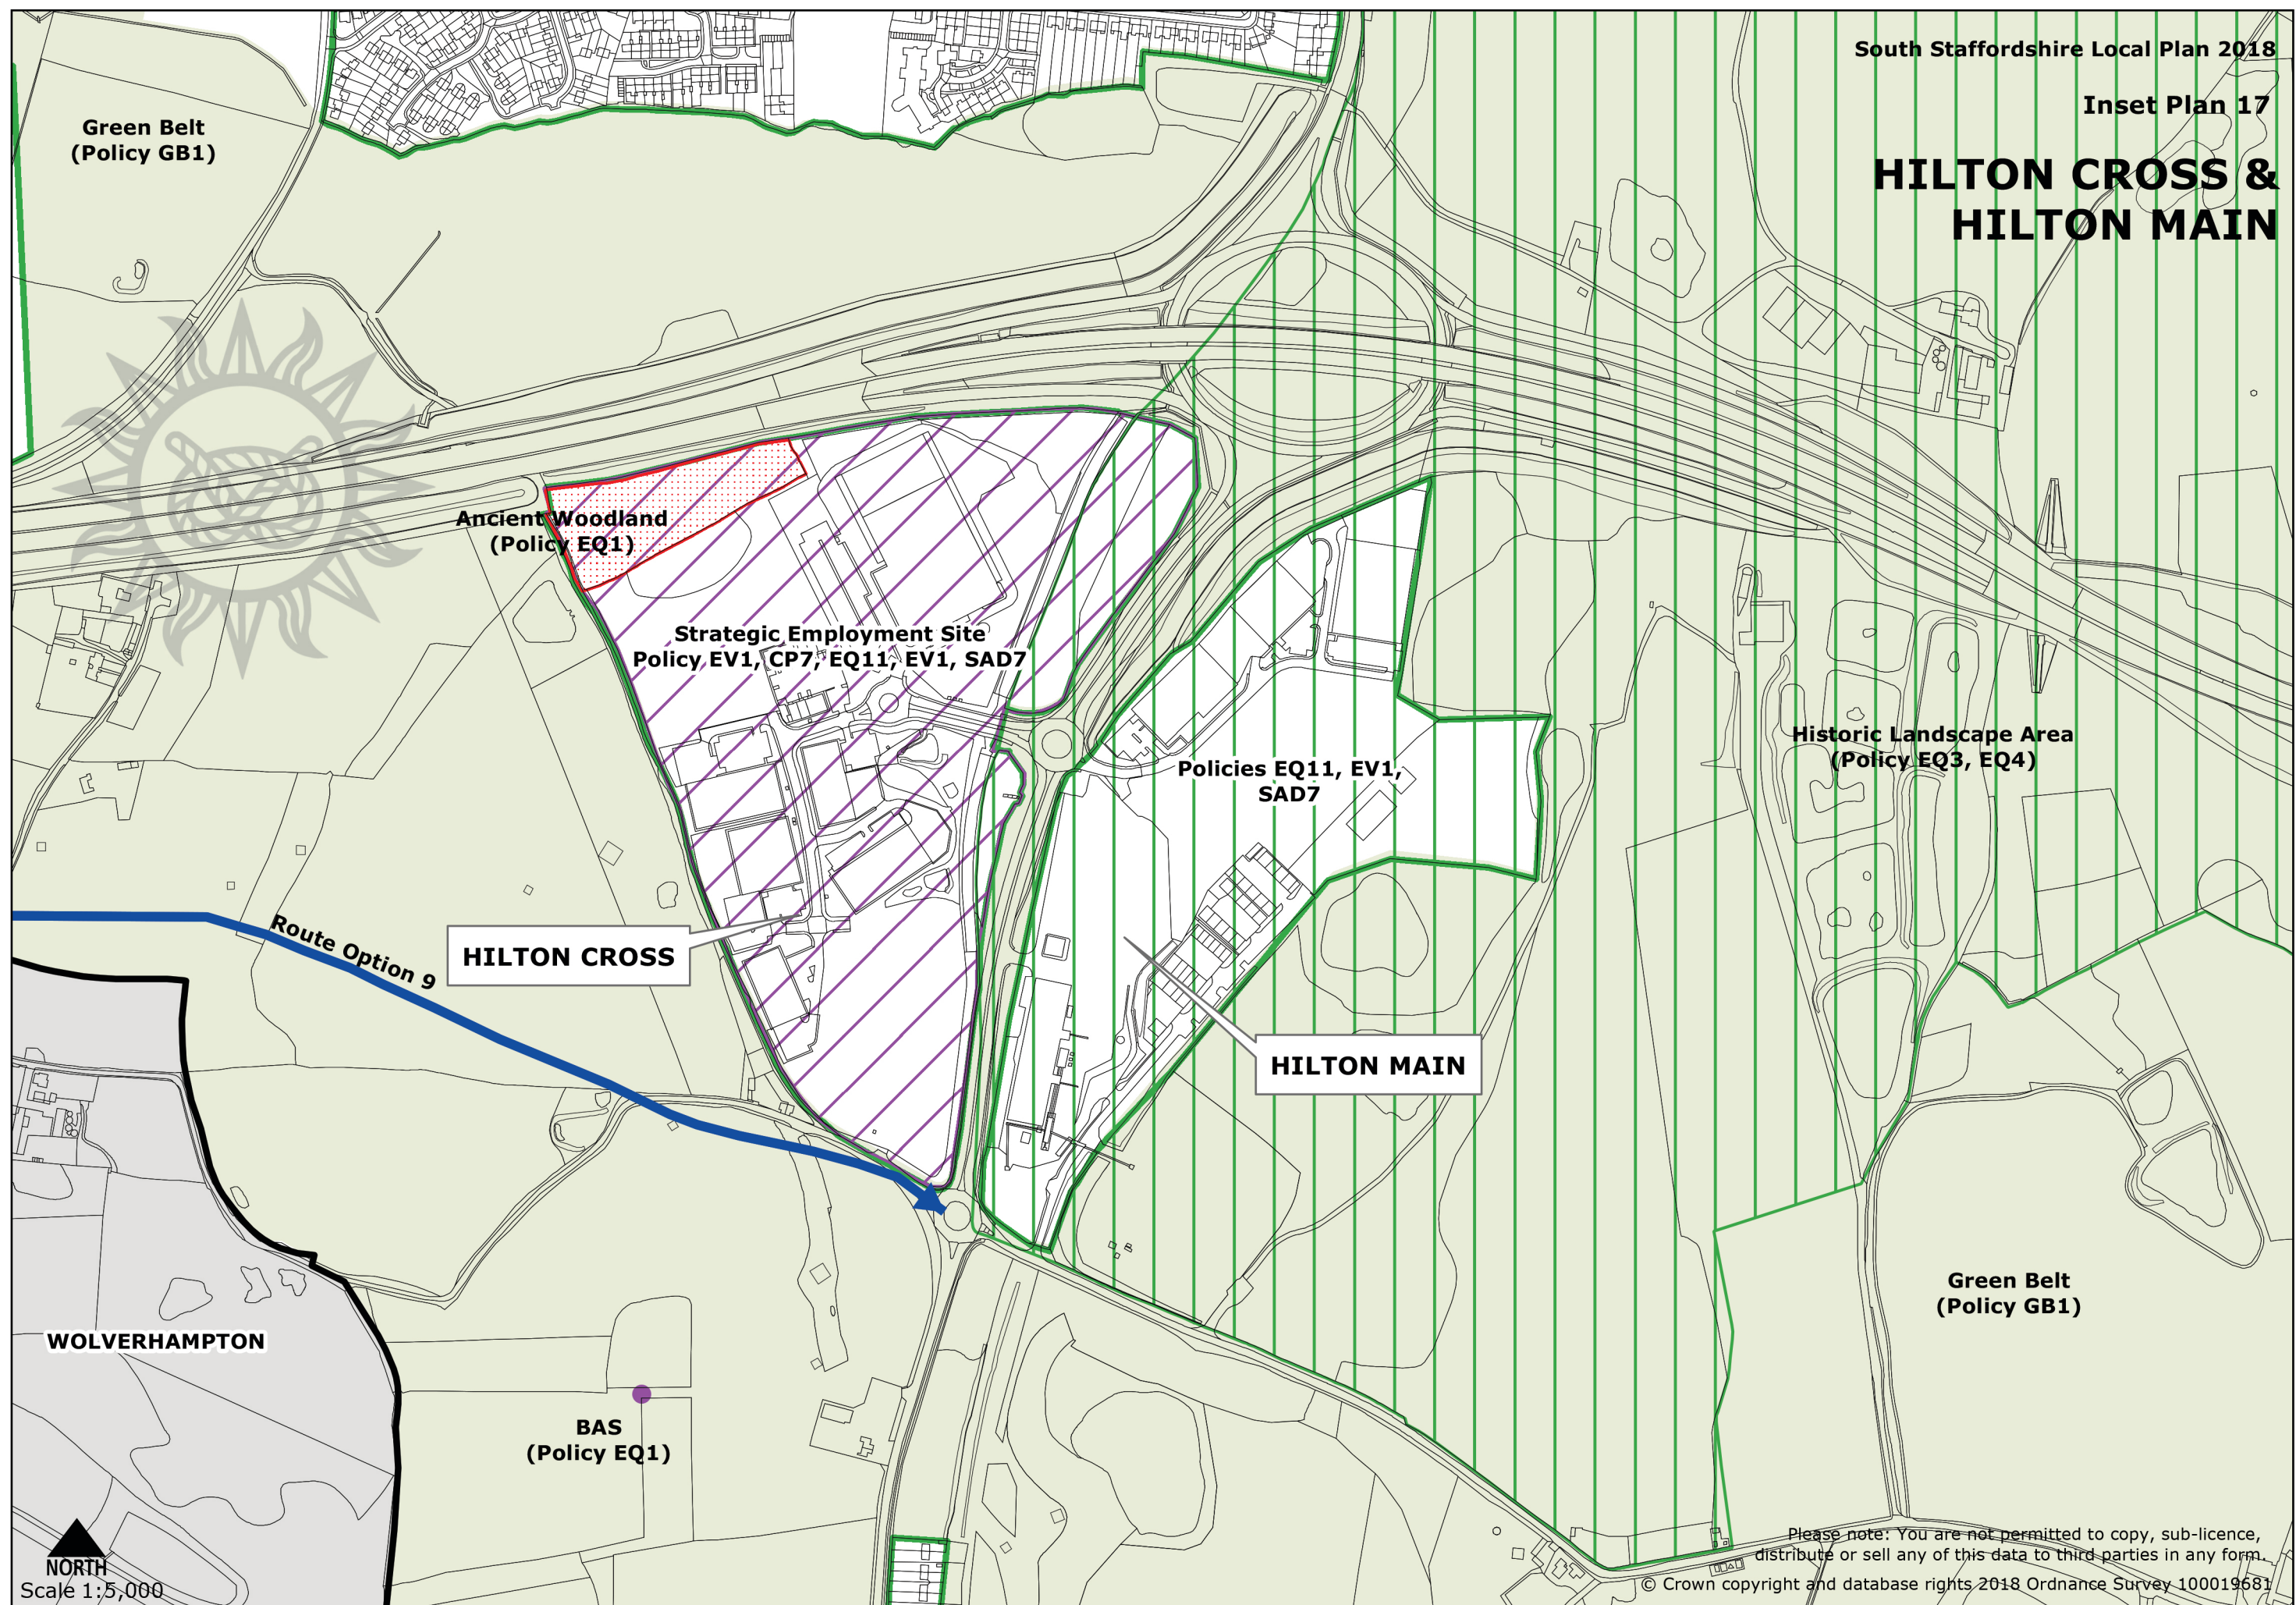 South Staffordshire Local Plan 2018
Inset Plan 17
HILTON CROSS &
HILTON MAIN
Green Belt
(Policy GB1)
Ancient Woodland
(Policy EQ1)
Strategic Employment Site
Policy EV1, CP7, EQ11, EV1, SAD7
Historic Landscape Area
(Policy EQ3, EQ4)
Policies EQ11, EV1,
SAD7
Route Option 9
HILTON CROSS
HILTON MAIN
Green Belt
(Policy GB1)
WOLVERHAMPTON
BAS
(Policy EQ1)
NORTH
Scale 1:5,000
Please note: You are not permitted to copy, sub-licence,
distribute or sell any of this data to third parties in any form.
© Crown copyright and database rights 2018 Ordnance Survey 100019681